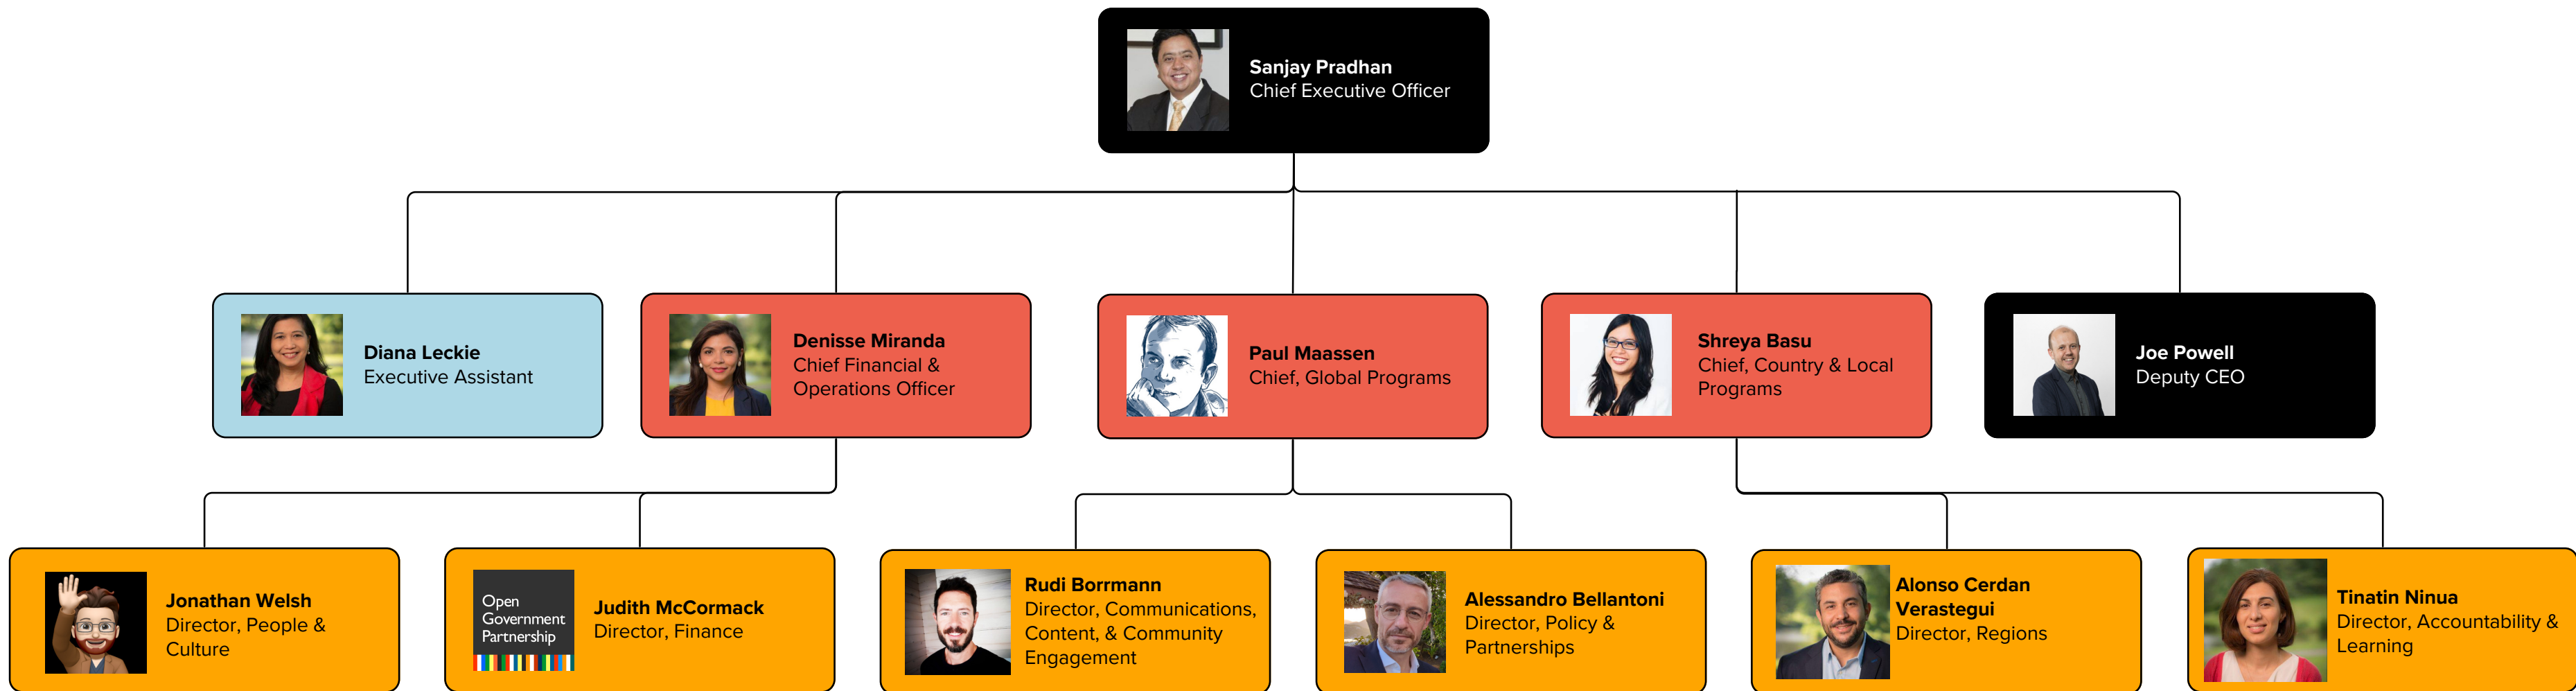 Sanjay Pradhan
Chief Executive Officer
Diana Leckie
Executive Assistant
Denisse Miranda
Chief Financial &
Operations Officer
Paul Maassen
Chief, Global Programs
Shreya Basu
Chief, Country & Local
Programs
Joe Powell
Deputy CEO
Jonathan Welsh
Director, People &
Culture
Open
Government
Partnership
Judith McCormack
Director, Finance
Rudi Borrmann
Director, Communications,
Content, & Community
Engagement
Alessandro Bellantoni
Director, Policy &
Partnerships
Alonso Cerdan
Verastegui
Director, Regions
Tinatin Ninua
Director, Accountability &
Learning